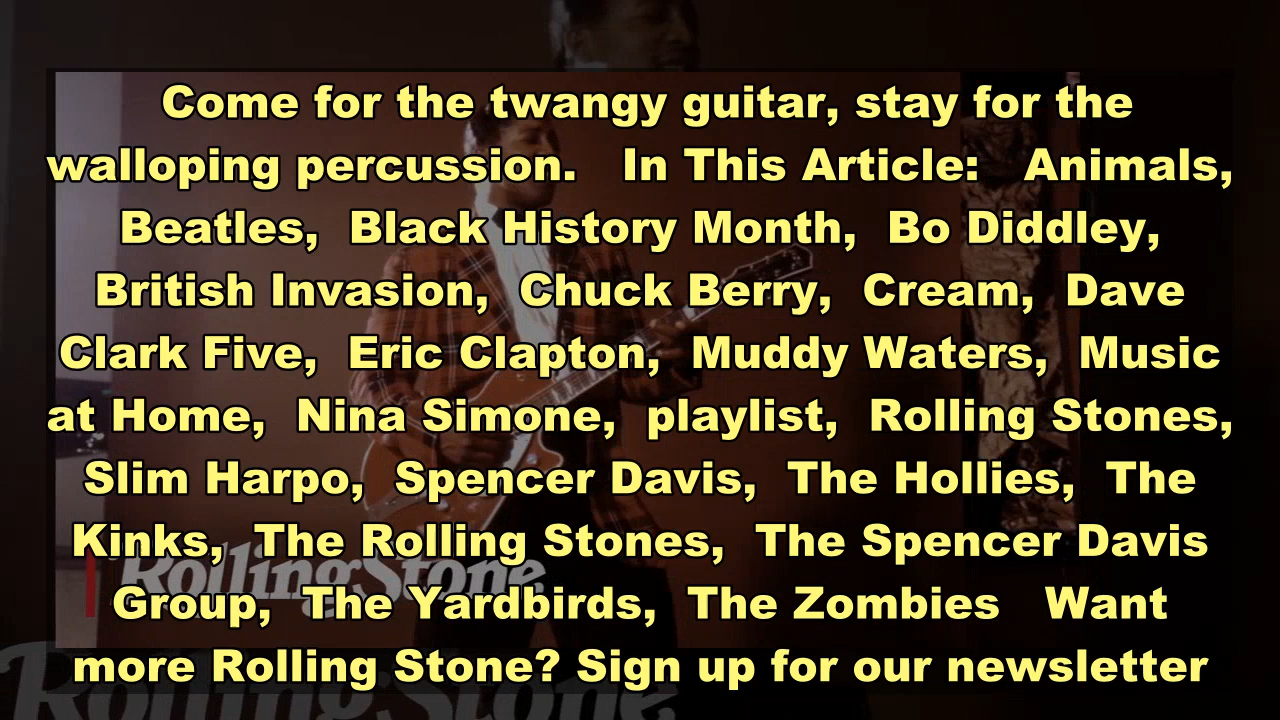 Come for the twangy guitar, stay for the
walloping percussion. In This Article: Animals,
Beatles, Black History Month, Bo Diddley,
British Invasion, Chuck Berry, Cream, Dave
Clark Five, Eric Clapton, Muddy Waters, Music
at Home, Nina Simone, playlist, Rolling Stones,
Slim Harpo, Spencer Davis, The Hollies, The
Kinks, The Rolling Stones, The Spencer Davis
RollingStone
Group, The Yardbirds, The Zombies Want
more Rolling Stone? Sign up for our newsletter
RollingStone